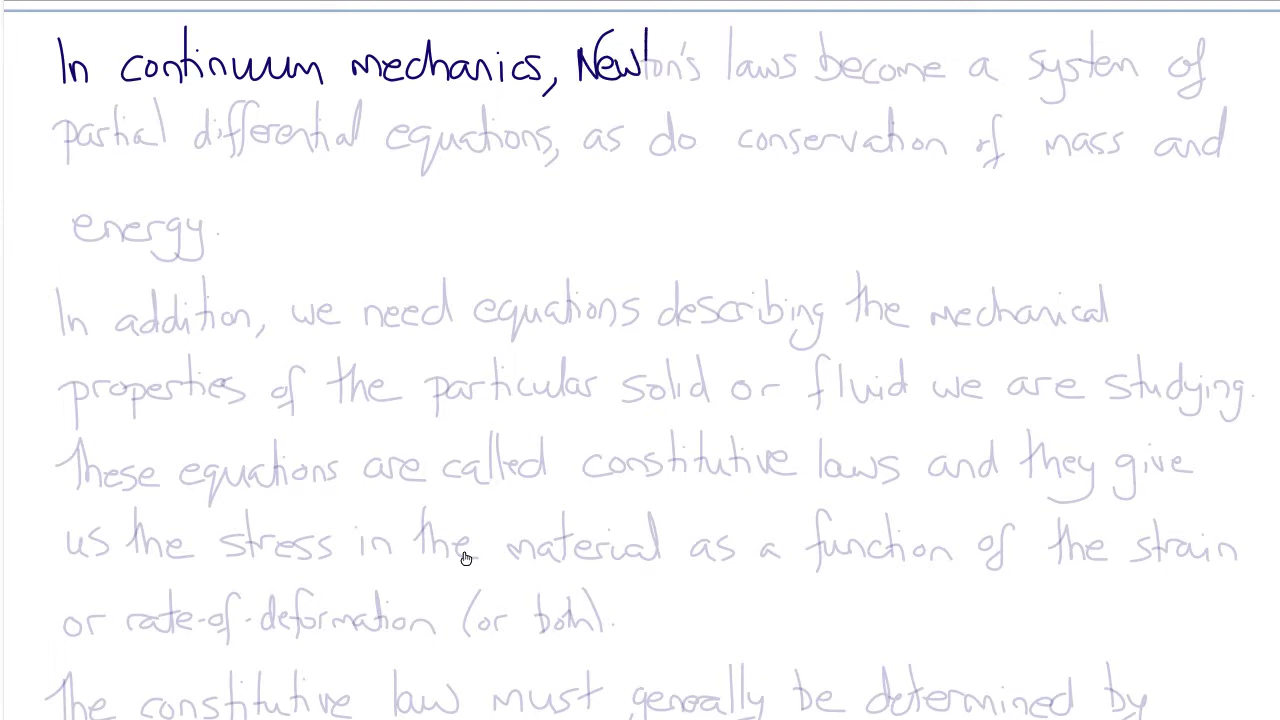 In continuum mechanics, Newton's laws become a system of
partial differential equations, as do conservation of mass and
energy.
In addition, we need equations describing the mechanical
properties of the particular solid or fluid we are studying.
These equations are called constitutive laws and they give
us the stress in the material as a function of the strain
or rate-of-deformation (or both).
The constitutive law must generally be determined by